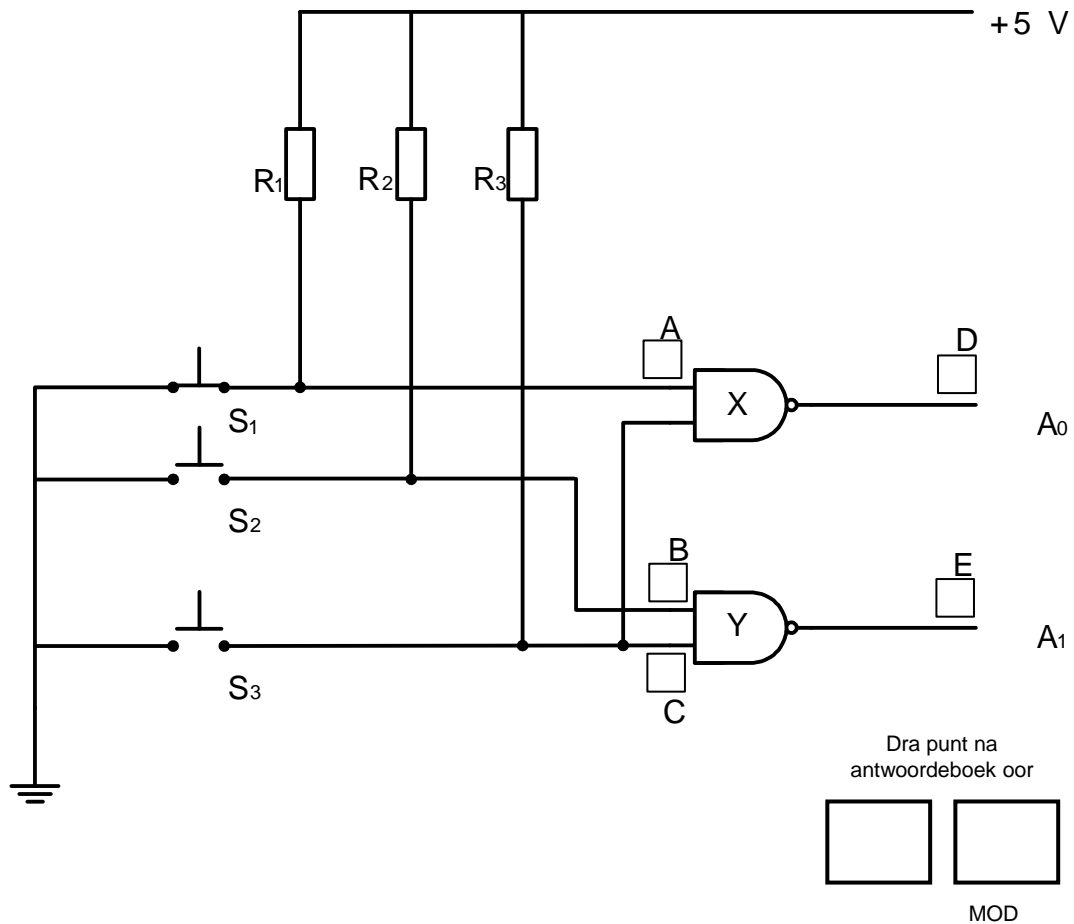 +5 V
R1
R2
R3
A
D
X
S1
A0
S2
B
E
Y
A1
S3
C
Dra punt na
antwoordeboek oor
MOD